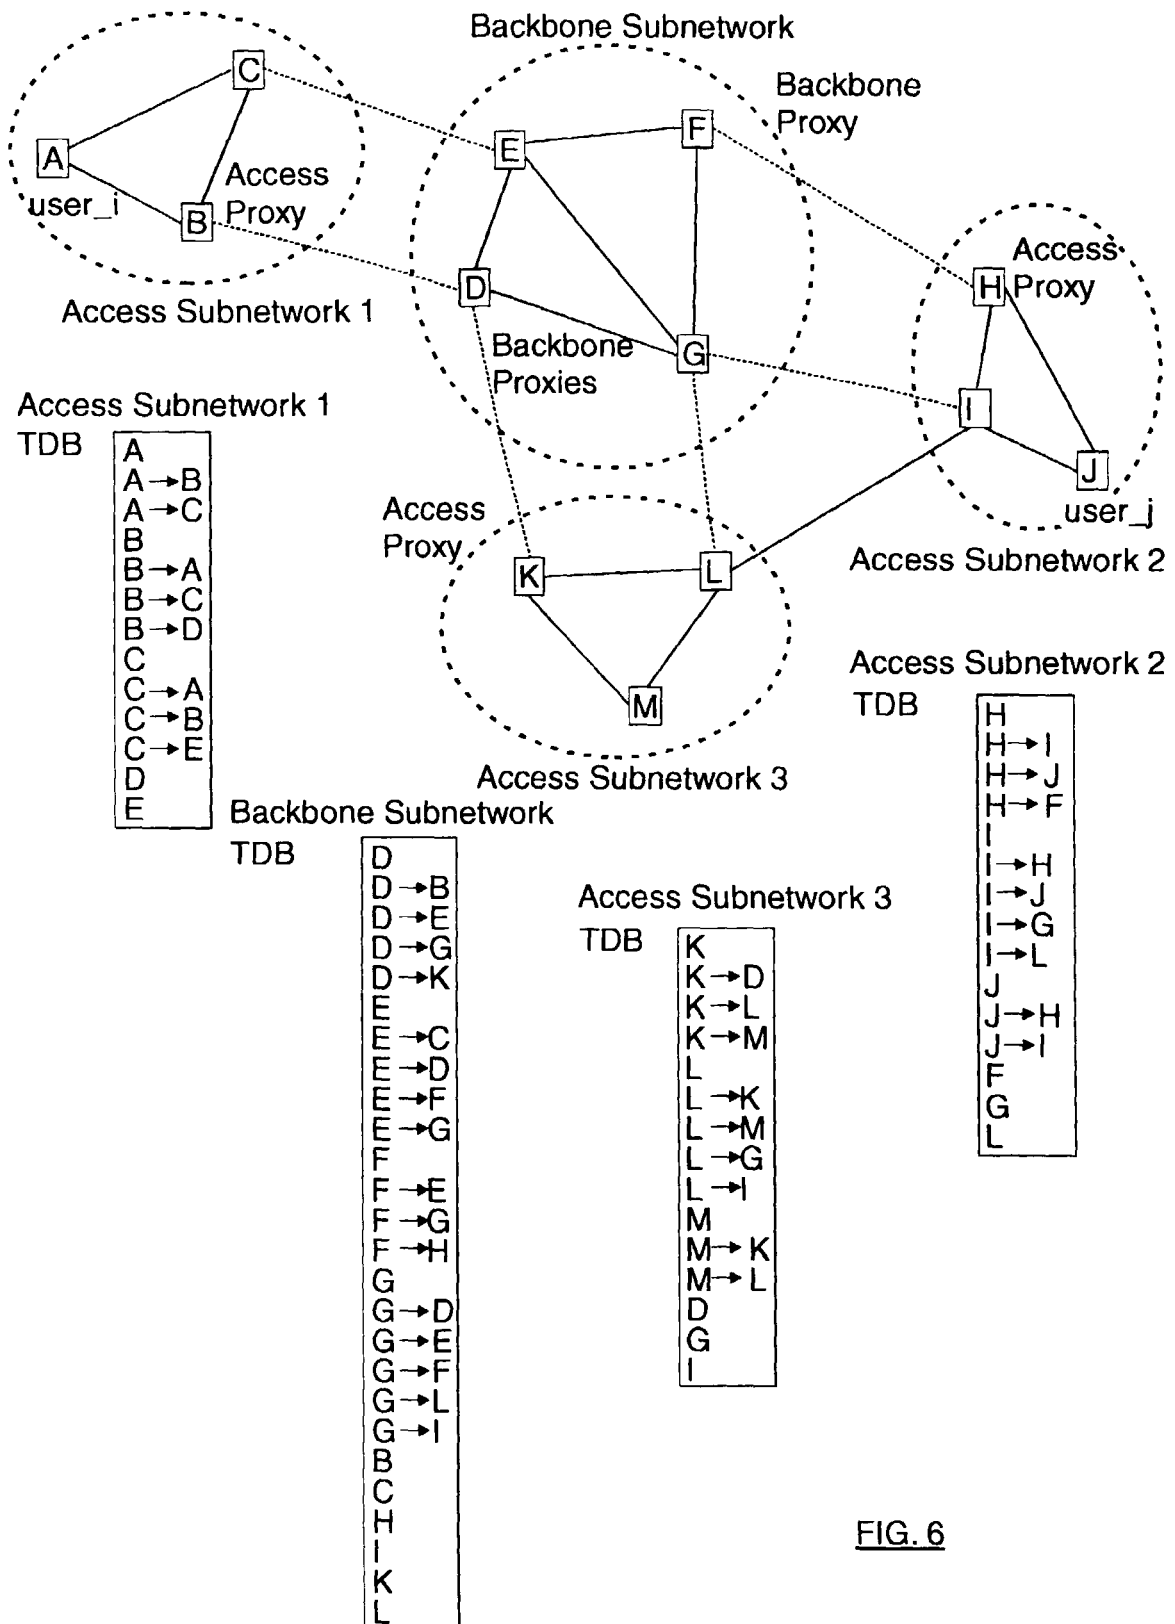 Backbone Subnetwork
C
Backbone
Proxy
F
E
A
Access
Proxy
user_i
B
Access
Proxy
H
D
Access Subnetwork 1
Backbone
Proxies
G
I
J
user_j
Access Subnetwork 2
Access
Proxy
K
L
M
Access Subnetwork 3
Access Subnetwork 1
TDB
A
A→B
A→C
B
B→A
B→C
B→D
C
C→A
C→B
C→E
D
E
Backbone Subnetwork
TDB
D
D→B
D→E
D→G
D→K
E
E→C
E→D
E→F
E→G
F
F→E
F→G
F→H
G
G→D
G→E
G→F
G→L
G→I
B
C
H
I
K
L
Access Subnetwork 3
TDB
K
K→D
K→L
K→M
L
L→K
L→M
L→G
L→I
M
M→K
M→L
D
G
I
Access Subnetwork 2
TDB
H
H→I
H→J
H→F
I
I→H
I→J
I→G
I→L
J
J→H
J→I
F
G
L
FIG. 6